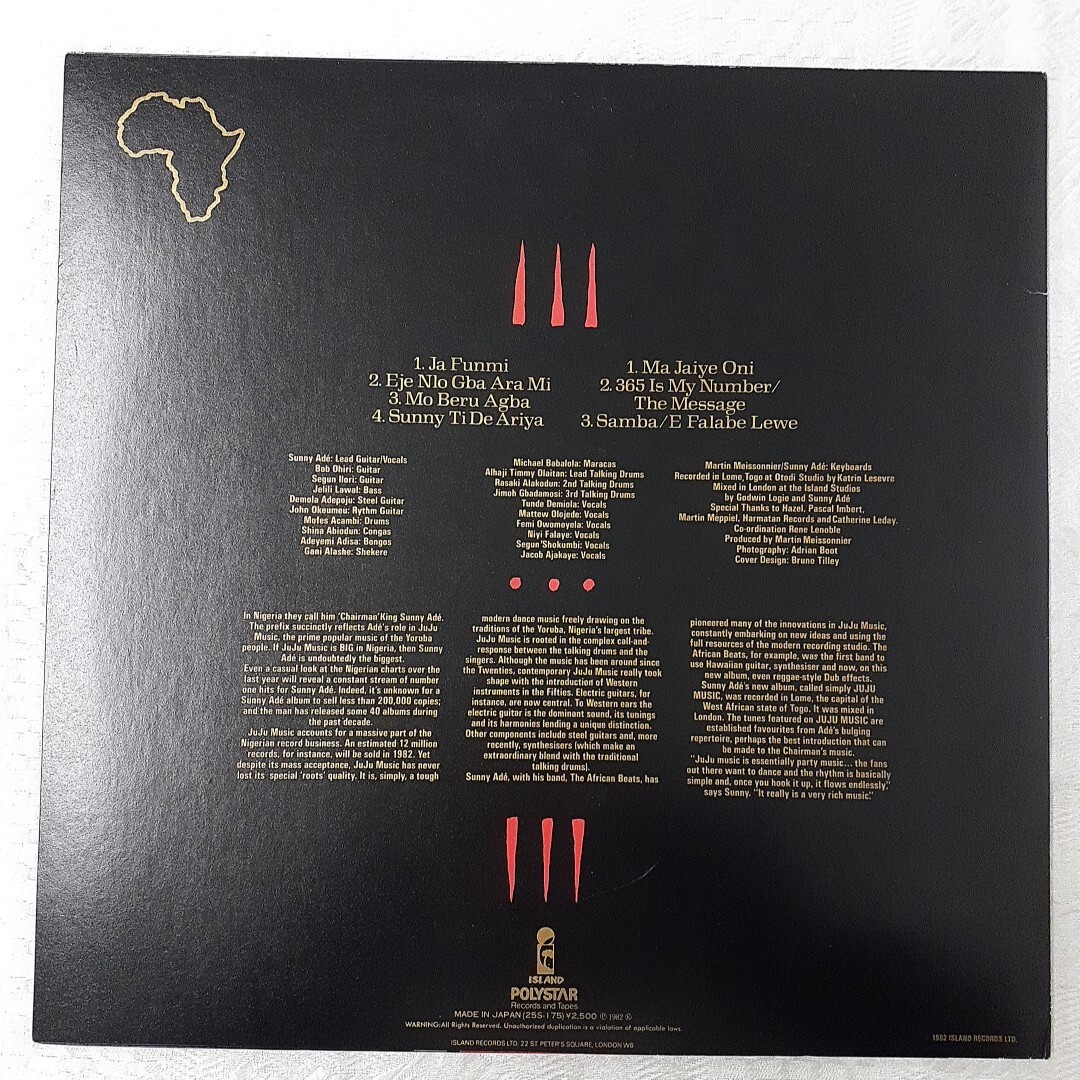 1. Ja Funmi
2. Eje Nlo Gba Ara Mi
3. Mo Beru Agba
4. Sunny Ti De Ariya
1. Ma Jaiye Oni
2. 365 Is My Number/
The Message
3. Samba/E Falabe Lewe
Sunny Adé: Lead Guitar/Vocals
Bob Ohiri: Guitar
Segun Ilori: Guitar
Jelili Lawal: Bass
Demola Adepoju: Steel Guitar
John Okeumeu: Rythm Guitar
Mofes Acambi: Drums
Shina Abiodun: Congas
Adeyemi Adisa: Bongos
Gani Alashe: Shekere
Michael Babalola: Maracas
Alhaji Timmy Olaitan: Lead Talking Drums
Rasaki Alakodun: 2nd Talking Drums
Jimoh Gbadamosi: 3rd Talking Drums
Tunde Demiola: Vocals
Mattew Olojede: Vocals
Femi Owomoyela: Vocals
Niyi Falaye: Vocals
Segun 'Shokumbi: Vocals
Jacob Ajakaye: Vocals
Martin Meissonnier/Sunny Adé: Keyboards
Recorded in Lome, Togo at Otodi Studio by Katrin Lesevre
Mixed in London at the Island Studios
by Godwin Logie and Sunny Adé
Special Thanks to Hazel, Pascal Imbert,
Martin Meppiel, Harmatan Records and Catherine Leday.
Co-ordination Rene Lenoble
Produced by Martin Meissonnier
Photography: Adrian Boot
Cover Design: Bruno Tilley
In Nigeria they call him 'Chairman' King Sunny Adé.
The prefix succinctly reflects Adé's role in JuJu
Music, the prime popular music of the Yoruba
people. If JuJu Music is BIG in Nigeria, then Sunny
Adé is undoubtedly the biggest.
Even a casual look at the Nigerian charts over the
last year will reveal a constant stream of number
one hits for Sunny Adé. Indeed, it's unknown for a
Sunny Adé album to sell less than 200,000 copies;
and the man has released some 40 albums during
the past decade.
JuJu Music accounts for a massive part of the
Nigerian record business. An estimated 12 million
records, for instance, will be sold in 1982. Yet
despite its mass acceptance, JuJu Music has never
lost its special 'roots' quality. It is, simply, a tough
modern dance music freely drawing on the
traditions of the Yoruba, Nigeria's largest tribe.
JuJu Music is rooted in the complex call-and-
response between the talking drums and the
singers. Although the music has been around since
the Twenties, contemporary JuJu Music really took
shape with the introduction of Western
instruments in the Fifties. Electric guitars, for
instance, are now central. To Western ears the
electric guitar is the dominant sound, its tunings
and its harmonies lending a unique distinction.
Other components include steel guitars and, more
recently, synthesisers (which make an
extraordinary blend with the traditional
talking drums).
Sunny Adé, with his band, The African Beats, has
pioneered many of the innovations in JuJu Music,
constantly embarking on new ideas and using the
full resources of the modern recording studio. The
African Beats, for example, was the first band to
use Hawaiian guitar, synthesiser and now, on this
new album, even reggae-style Dub effects.
Sunny Adé's new album, called simply JUJU
MUSIC, was recorded in Lome, the capital of the
West African state of Togo. It was mixed in
London. The tunes featured on JUJU MUSIC are
established favourites from Adé's bulging
repertoire, perhaps the best introduction that can
be made to the Chairman's music.
"JuJu music is essentially party music... the fans
out there want to dance and the rhythm is basically
simple and, once you hook it up, it flows endlessly,"
says Sunny. "It really is a very rich music."
ISLAND
POLYSTAR
Records and Tapes
MADE IN JAPAN (25S-175) ¥2,500 ℗ 1982 Ⓚ
WARNING: All Rights Reserved. Unauthorized duplication is a violation of applicable laws.
ISLAND RECORDS LTD. 22 ST. PETER'S SQUARE, LONDON W6
1982 ISLAND RECORDS LTD.